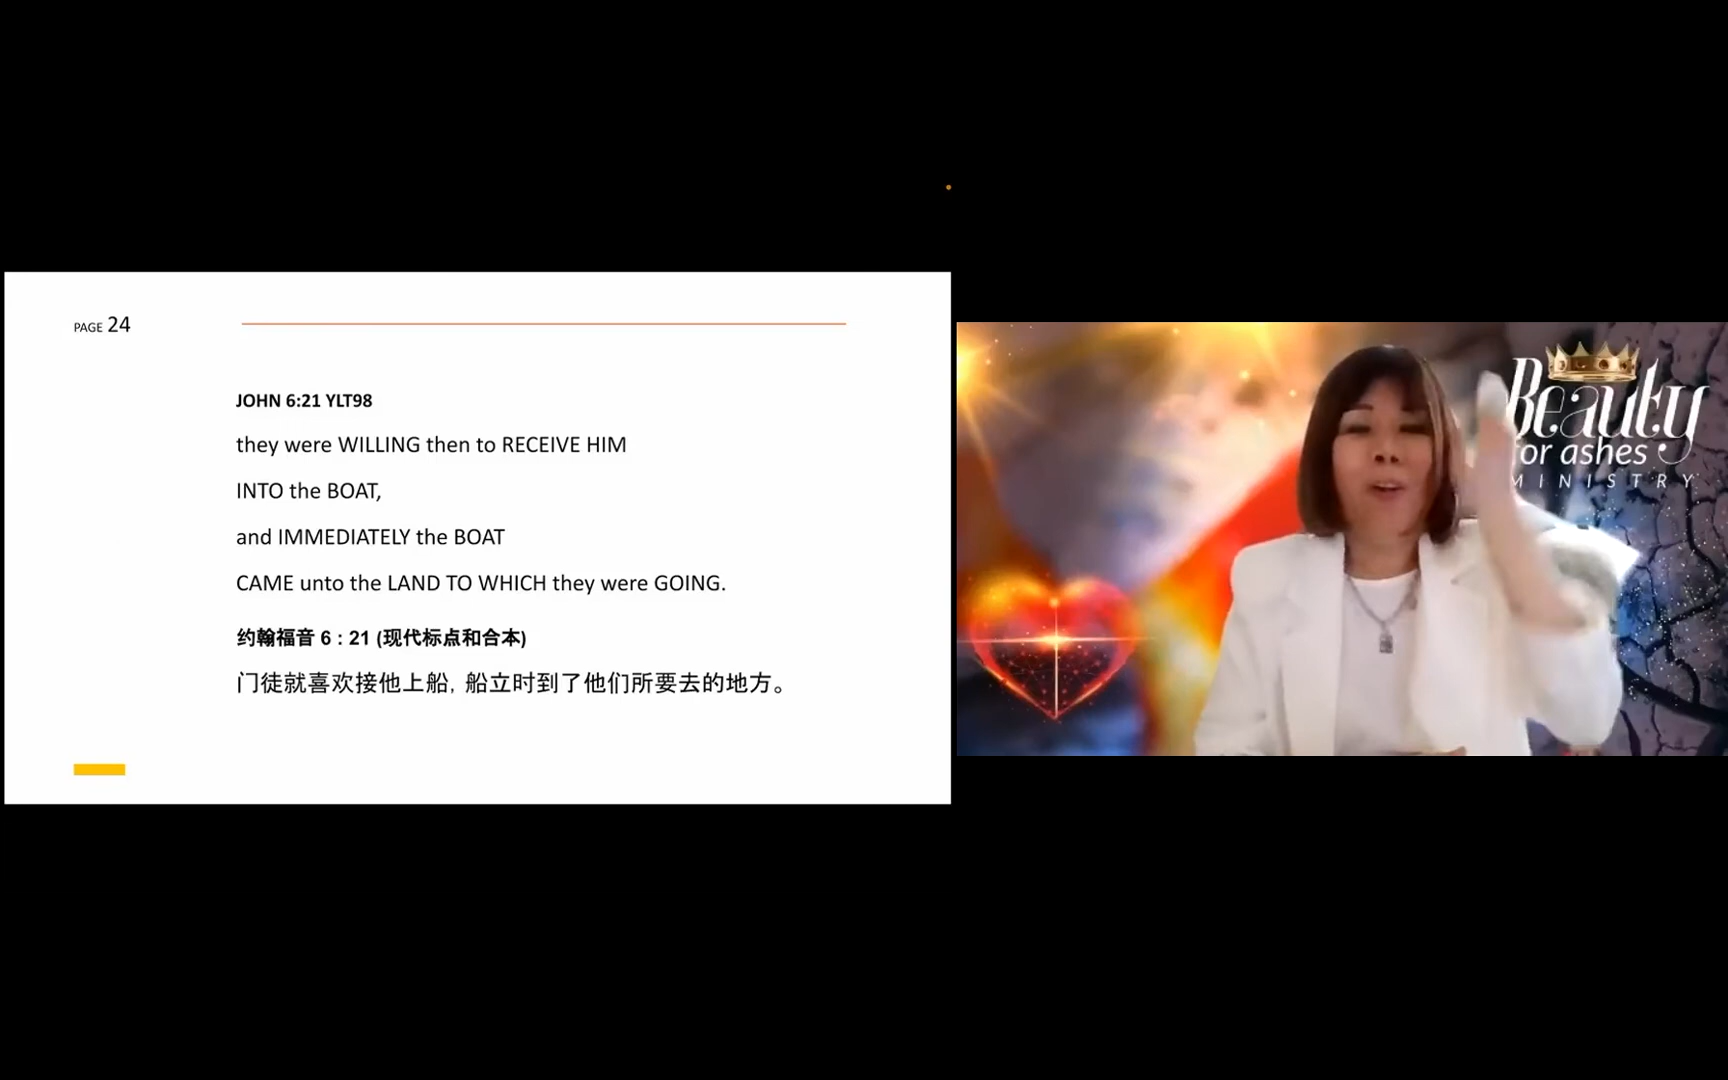 PAGE 24
JOHN 6:21 YLT98
they were WILLING then to RECEIVE HIM
INTO the BOAT,
and IMMEDIATELY the BOAT
CAME unto the LAND TO WHICH they were GOING.
约翰福音 6 : 21 (现代标点和合本)
门徒就喜欢接他上船, 船立时到了他们所要去的地方。
Beauty
or ashes
MINISTRY